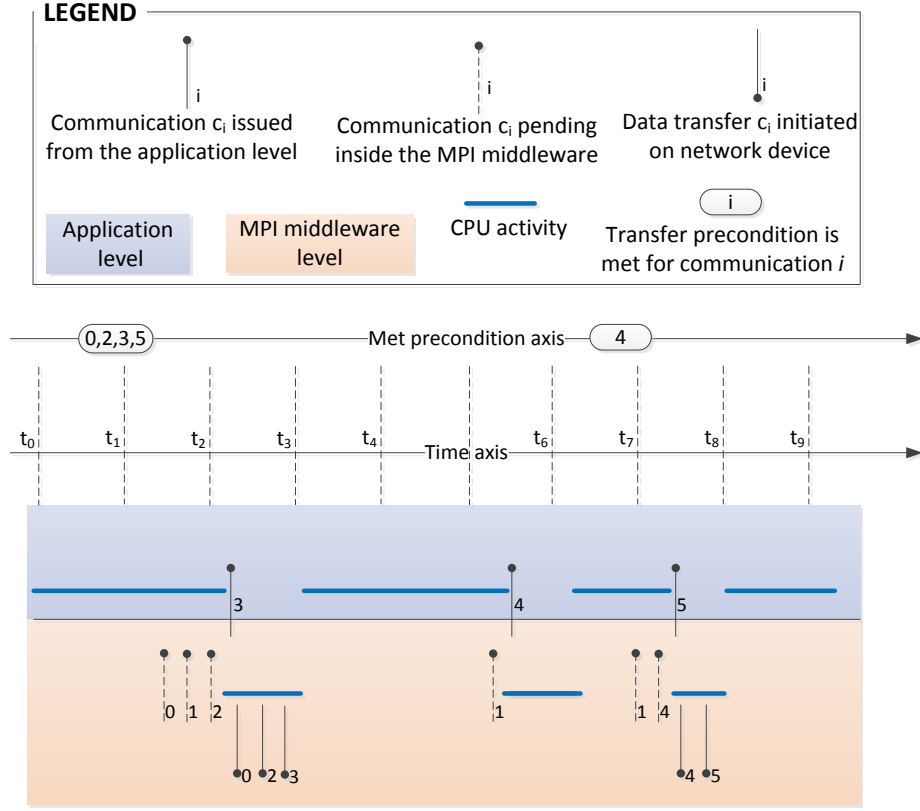 LEGEND
i
i
i
Communication cᵢ issued
from the application level
Communication cᵢ pending
inside the MPI middleware
Data transfer cᵢ initiated
on network device
Application
level
MPI middleware
level
CPU activity
i
Transfer precondition is
met for communication i
0,2,3,5
Met precondition axis
4
t₀
t₁
t₂
t₃
t₄
t₆
t₇
t₈
t₉
Time axis
3
4
5
0
1
2
1
1
4
0
2
3
4
5